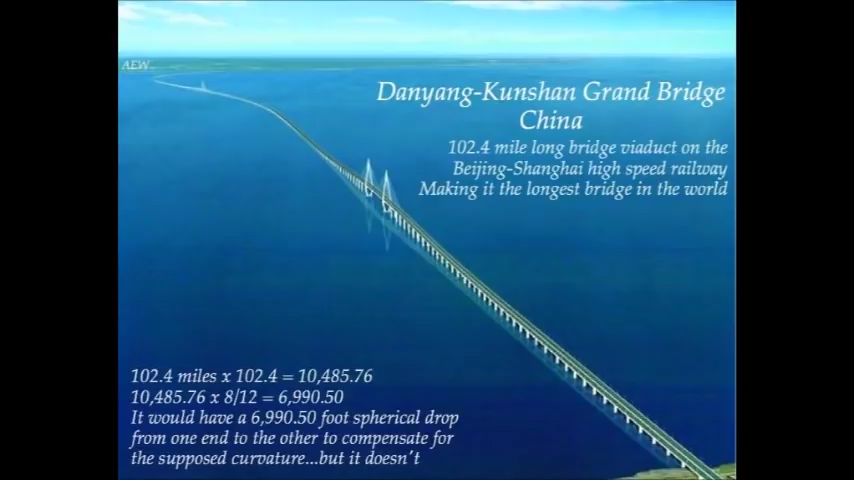 AEW
Danyang-Kunshan Grand Bridge
China
102.4 mile long bridge viaduct on the
Beijing-Shanghai high speed railway
Making it the longest bridge in the world
102.4 miles x 102.4 = 10,485.76
10,485.76 x 8/12 = 6,990.50
It would have a 6,990.50 foot spherical drop
from one end to the other to compensate for
the supposed curvature...but it doesn't